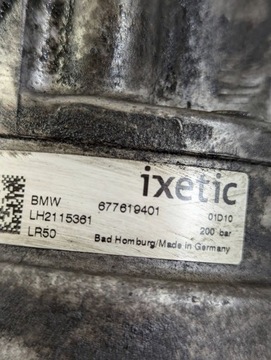 ixetic
BMW 677619401 01D10
LH2115361 200 bar
LR50 Bad Homburg/Made in Germany